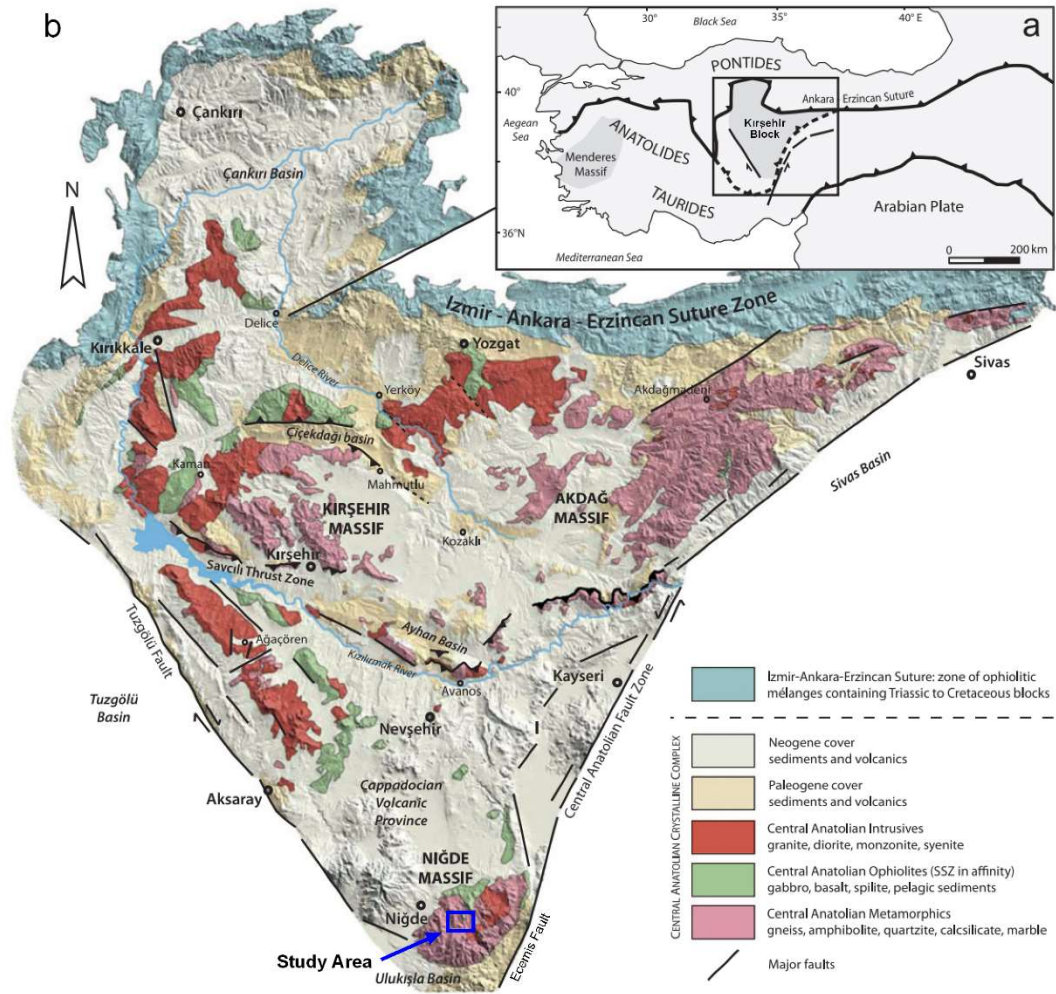 b
a
30°
35°
40° E
Black Sea
PONTIDES
40°
Ankara - Erzincan Suture
Aegean
Sea
Kırşehir
Block
ANATOLIDES
Menderes
Massif
TAURIDES
Arabian Plate
36°N
0 200 km
Mediterranean Sea
Çankırı
Çankırı Basin
N
Izmir - Ankara - Erzincan Suture Zone
Delice
Kırıkkale
Yozgat
Sivas
Delice River
Yerköy
Akdağmadeni
Çiçekdağı basin
Kaman
Mahmutlu
Sivas Basin
KIRŞEHIR
MASSIF
AKDAĞ
MASSIF
Kozaklı
Kırşehir
Savcılı Thrust Zone
Tuzgölü Fault
Ağaçören
Ayhan Basin
Kızılırmak River
Avanos
Kayseri
Tuzgölü
Basin
Nevşehir
Central Anatolian Fault Zone
Aksaray
Cappadocian
Volcanic
Province
NIĞDE
MASSIF
Niğde
Study Area
Ecemis Fault
Ulukışla Basin
Izmir-Ankara-Erzincan Suture: zone of ophiolitic
mélanges containing Triassic to Cretaceous blocks
CENTRAL ANATOLIAN CRYSTALLINE COMPLEX
Neogene cover
sediments and volcanics
Paleogene cover
sediments and volcanics
Central Anatolian Intrusives
granite, diorite, monzonite, syenite
Central Anatolian Ophiolites (SSZ in affinity)
gabbro, basalt, spilite, pelagic sediments
Central Anatolian Metamorphics
gneiss, amphibolite, quartzite, calcsilicate, marble
Major faults